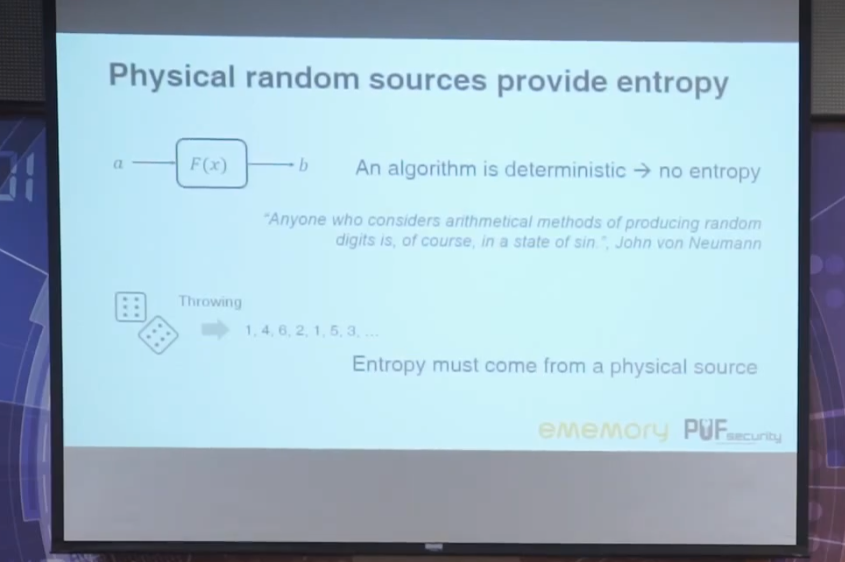 Physical random sources provide entropy
a F(x) b
An algorithm is deterministic → no entropy
"Anyone who considers arithmetical methods of producing random
digits is, of course, in a state of sin.", John von Neumann
Throwing
1, 4, 6, 2, 1, 5, 3, ...
Entropy must come from a physical source
ememory PUFsecurity